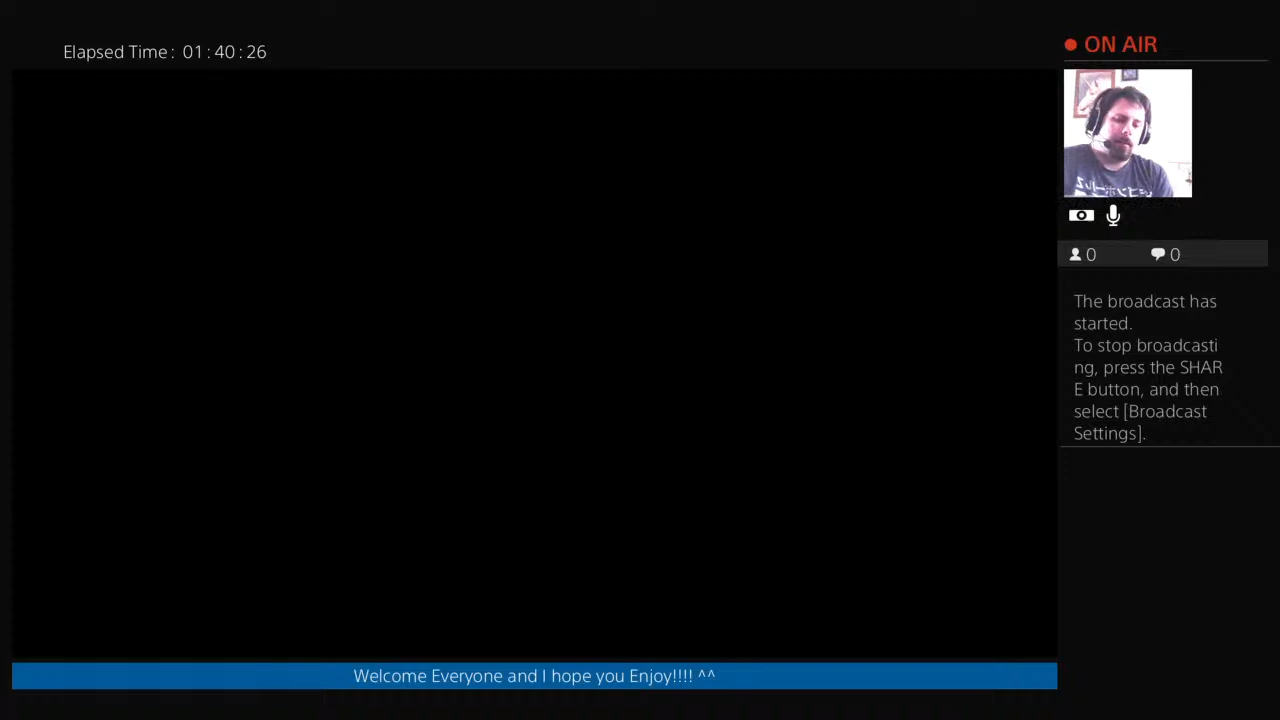 Elapsed Time: 01:40:26
ON AIR
0 0
The broadcast has
started.
To stop broadcasti
ng, press the SHAR
E button, and then
select [Broadcast
Settings].
Welcome Everyone and I hope you Enjoy!!!! ^^